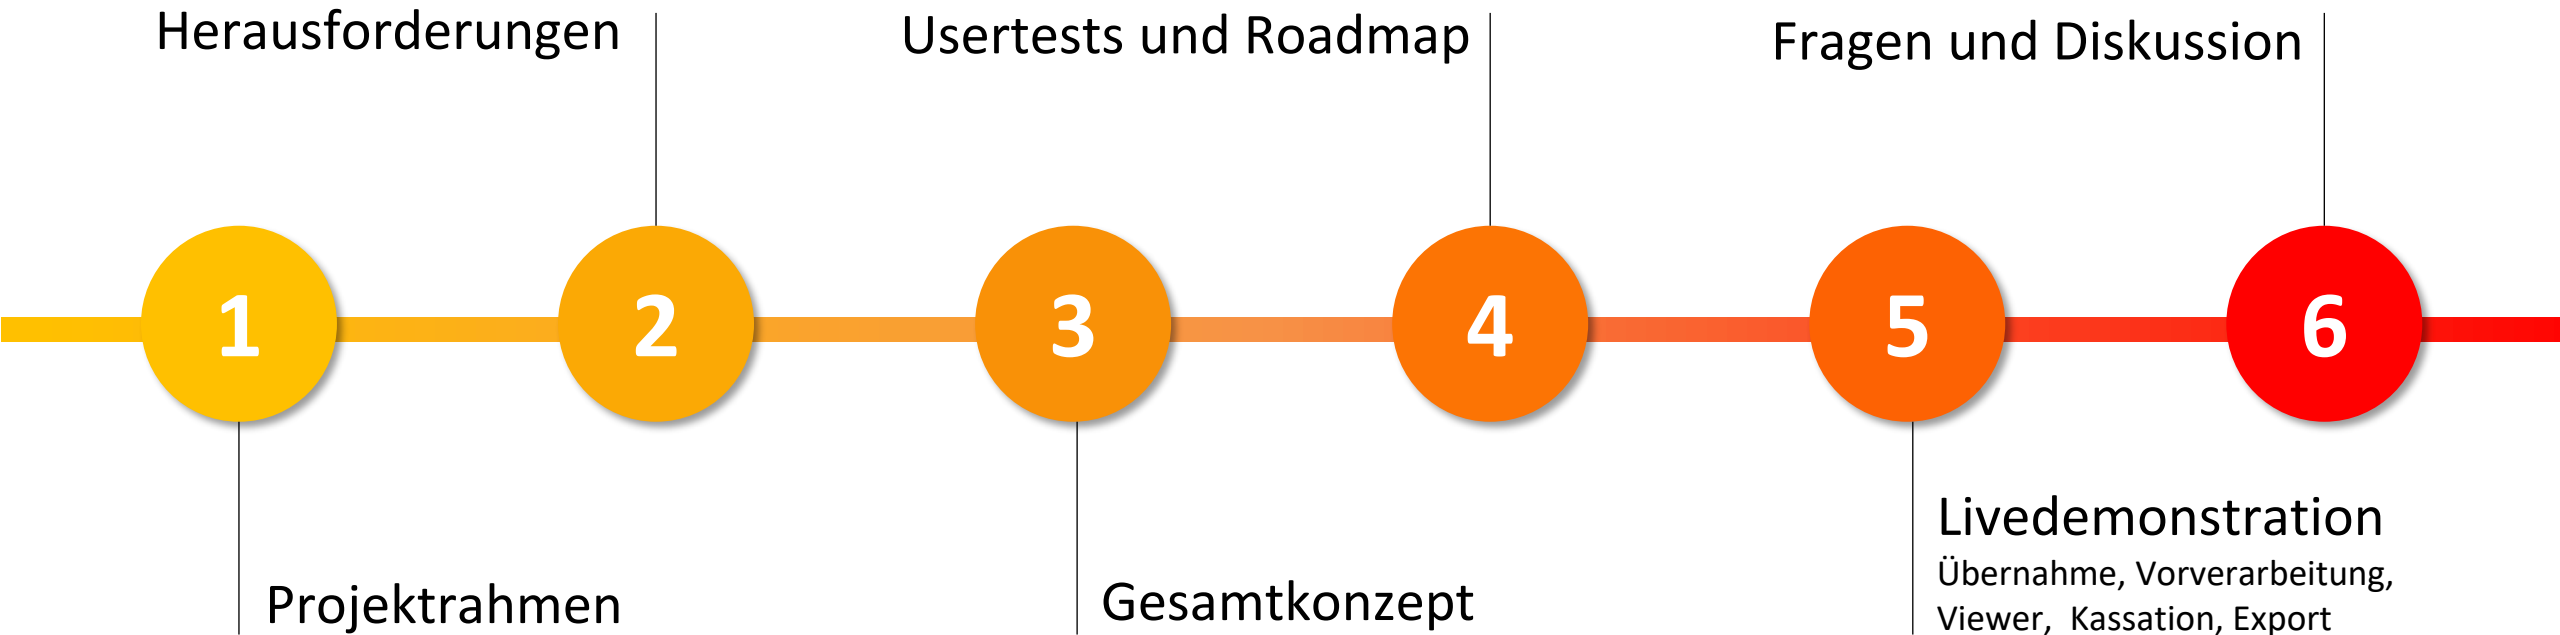 Herausforderungen
Usertests und Roadmap
Fragen und Diskussion
1
2
3
4
5
6
Projektrahmen
Gesamtkonzept
Livedemonstration
Übernahme, Vorverarbeitung,
Viewer, Kassation, Export